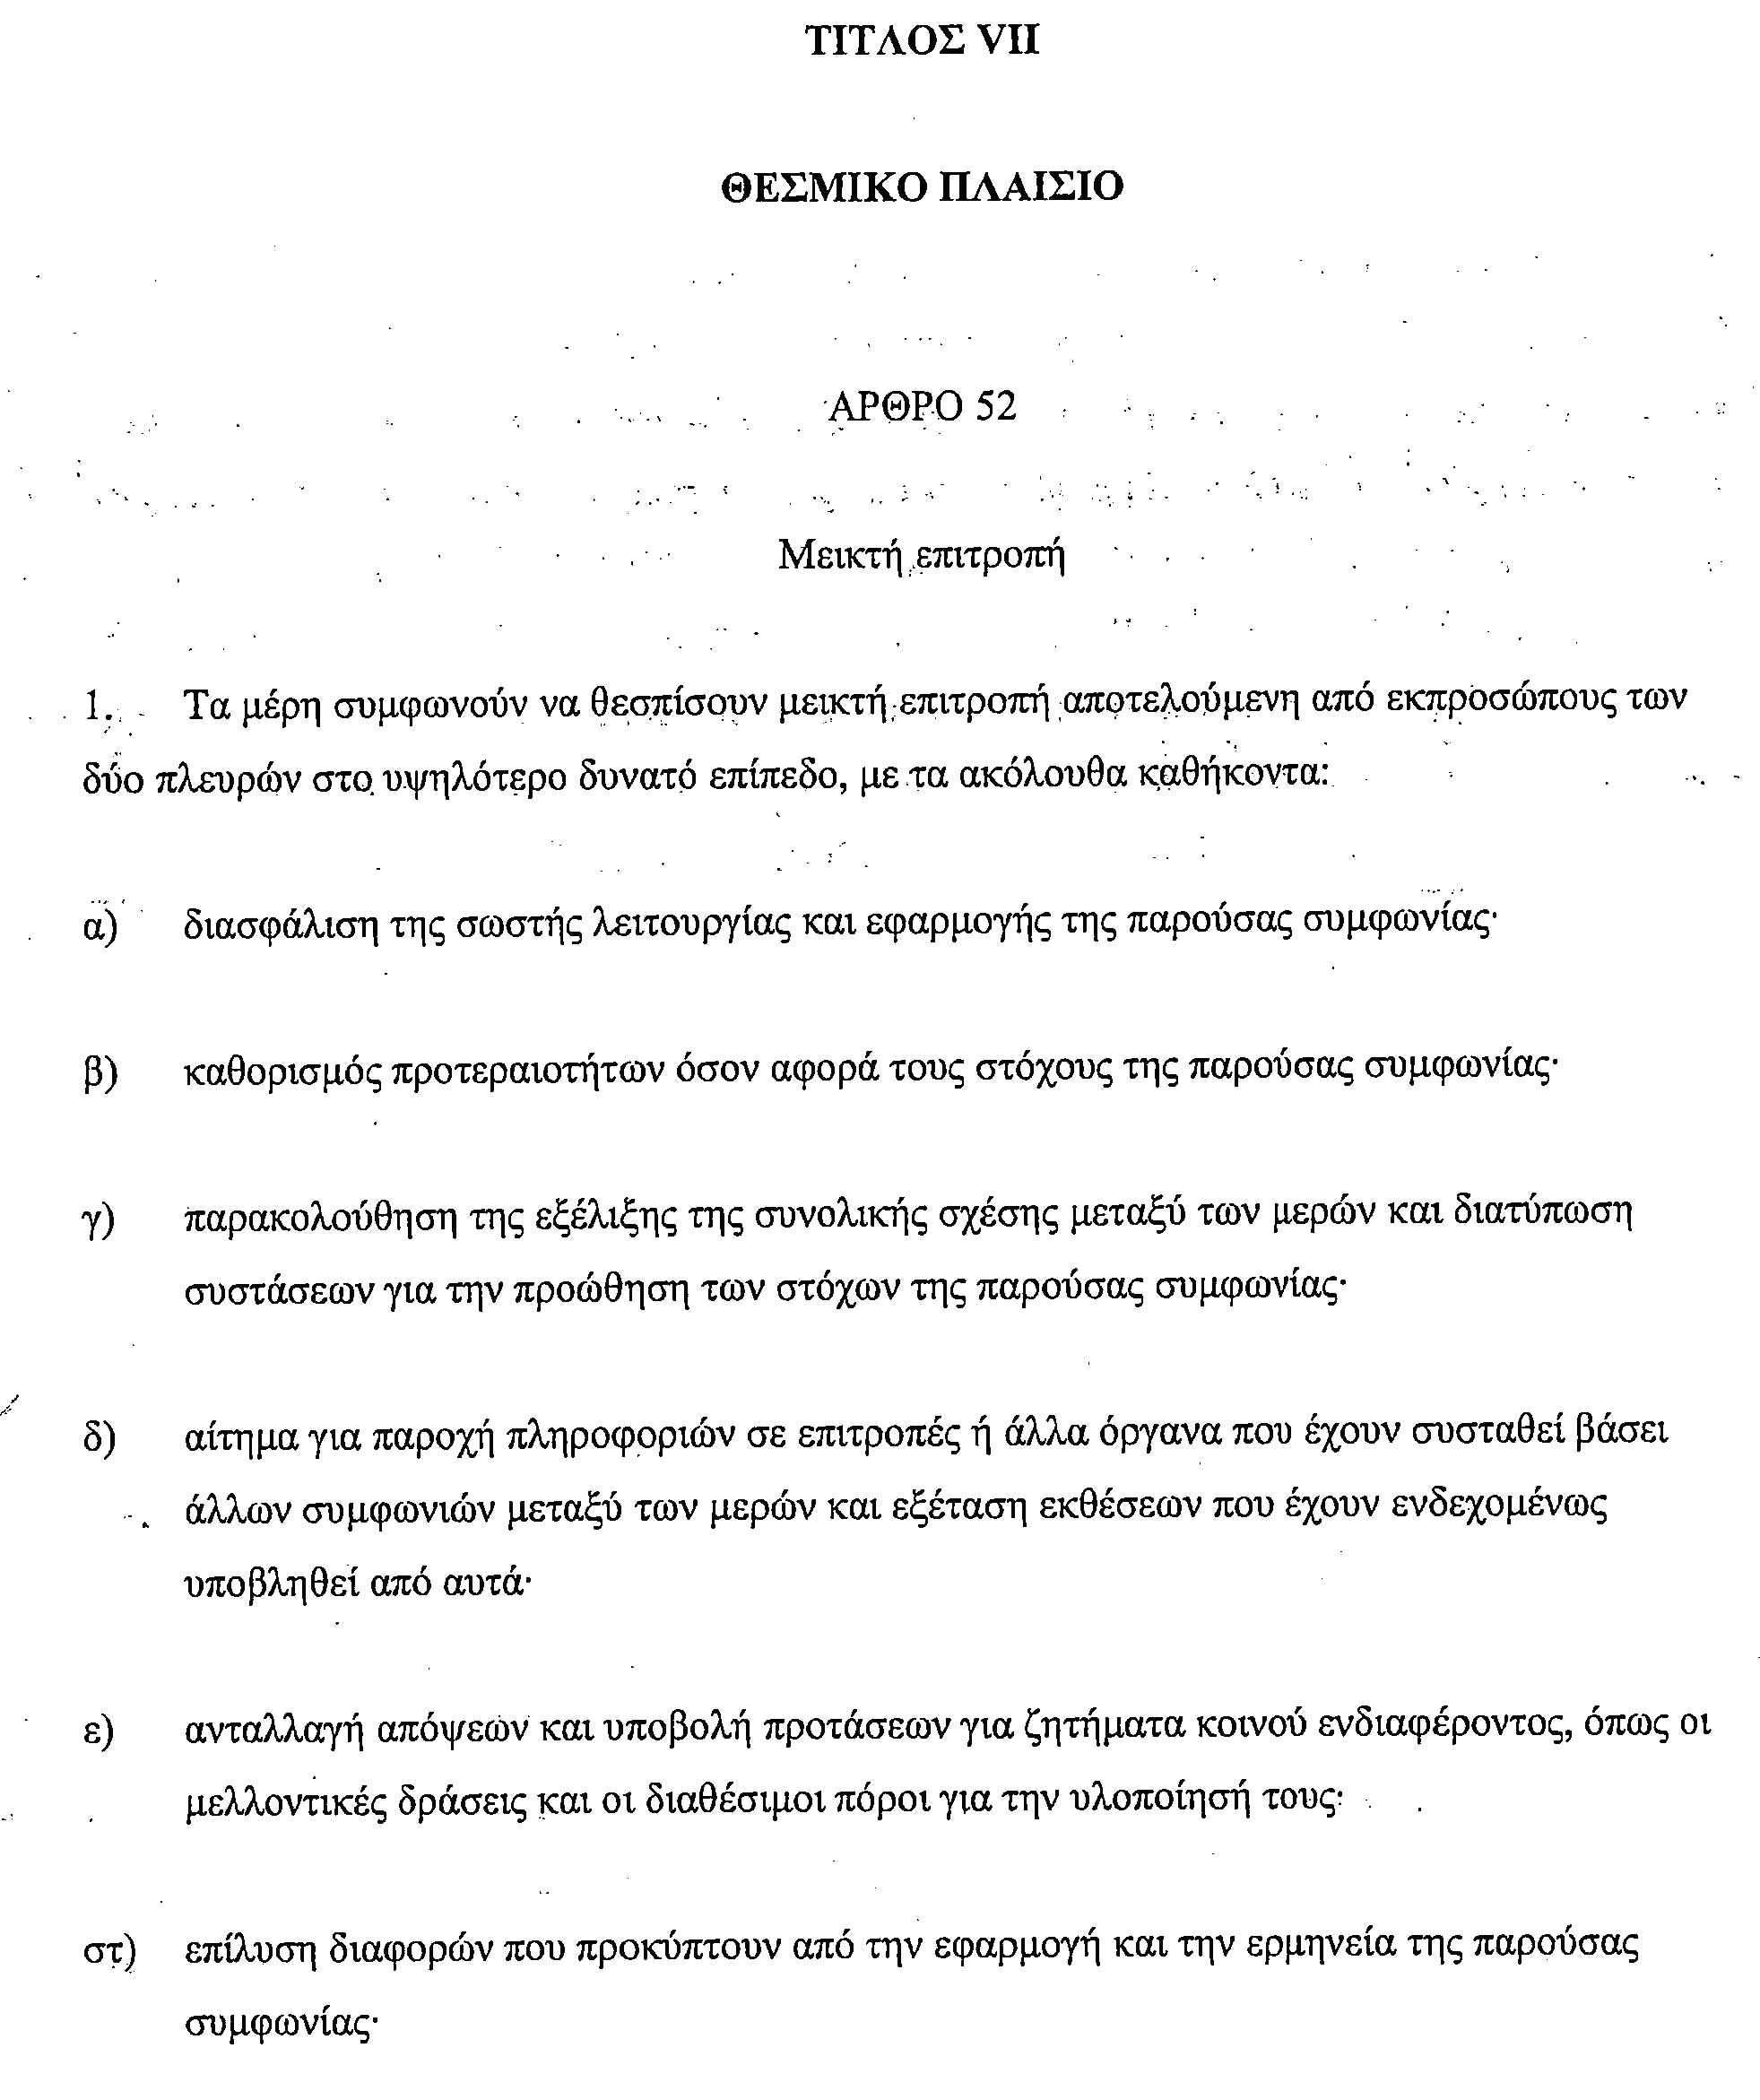 ΤΙΤΛΟΣ VII
ΘΕΣΜΙΚΟ ΠΛΑΙΣΙΟ
ΑΡΘΡΟ 52
Μεικτή επιτροπή
1. Τα μέρη συμφωνούν να θεσπίσουν μεικτή επιτροπή αποτελούμενη από εκπροσώπους των
δύο πλευρών στο υψηλότερο δυνατό επίπεδο, με τα ακόλουθα καθήκοντα:
α) διασφάλιση της σωστής λειτουργίας και εφαρμογής της παρούσας συμφωνίας·
β) καθορισμός προτεραιοτήτων όσον αφορά τους στόχους της παρούσας συμφωνίας·
γ) παρακολούθηση της εξέλιξης της συνολικής σχέσης μεταξύ των μερών και διατύπωση
συστάσεων για την προώθηση των στόχων της παρούσας συμφωνίας·
δ) αίτημα για παροχή πληροφοριών σε επιτροπές ή άλλα όργανα που έχουν συσταθεί βάσει
άλλων συμφωνιών μεταξύ των μερών και εξέταση εκθέσεων που έχουν ενδεχομένως
υποβληθεί από αυτά·
ε) ανταλλαγή απόψεων και υποβολή προτάσεων για ζητήματα κοινού ενδιαφέροντος, όπως οι
μελλοντικές δράσεις και οι διαθέσιμοι πόροι για την υλοποίησή τους·
στ) επίλυση διαφορών που προκύπτουν από την εφαρμογή και την ερμηνεία της παρούσας
συμφωνίας·